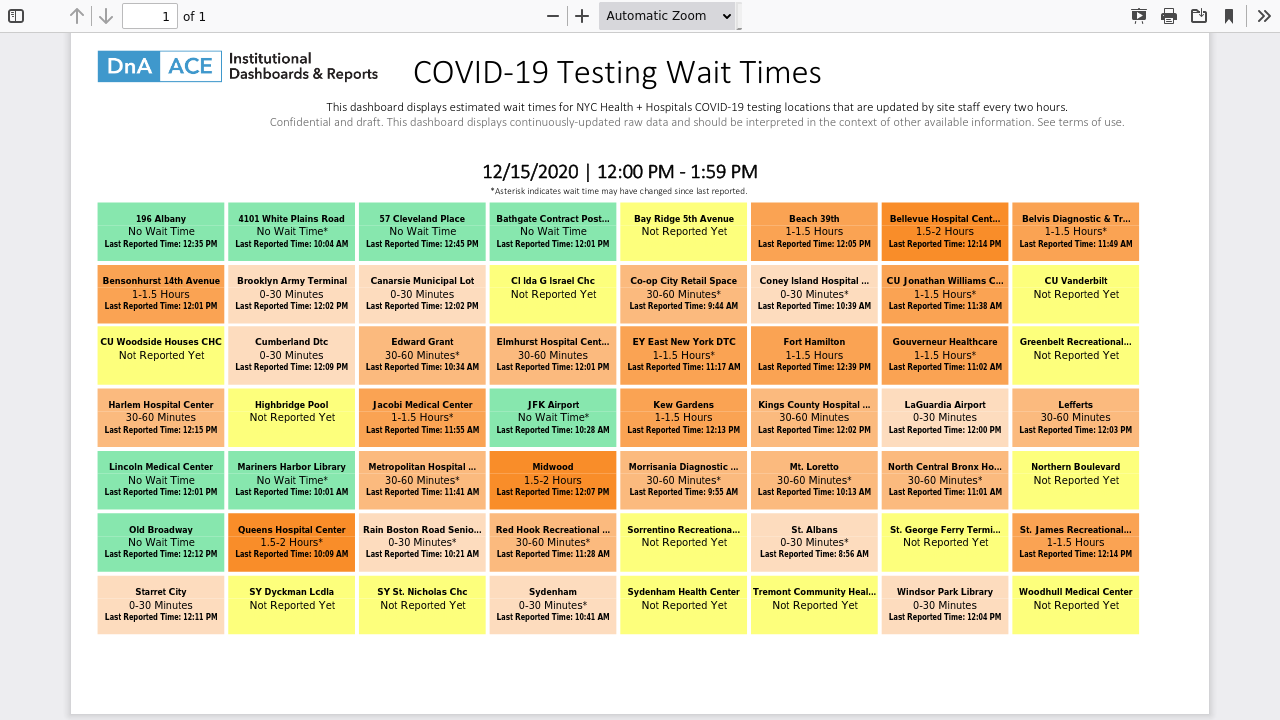 1 of 1 Automatic Zoom
DnA ACE Institutional Dashboards & Reports
COVID-19 Testing Wait Times
This dashboard displays estimated wait times for NYC Health + Hospitals COVID-19 testing locations that are updated by site staff every two hours.
Confidential and draft. This dashboard displays continuously-updated raw data and should be interpreted in the context of other available information. See terms of use.
12/15/2020 | 12:00 PM - 1:59 PM
*Asterisk indicates wait time may have changed since last reported.
196 Albany
No Wait Time
Last Reported Time: 12:35 PM
4101 White Plains Road
No Wait Time*
Last Reported Time: 10:04 AM
57 Cleveland Place
No Wait Time
Last Reported Time: 12:45 PM
Bathgate Contract Post...
No Wait Time
Last Reported Time: 12:01 PM
Bay Ridge 5th Avenue
Not Reported Yet
Beach 39th
1-1.5 Hours
Last Reported Time: 12:05 PM
Bellevue Hospital Cent...
1.5-2 Hours
Last Reported Time: 12:14 PM
Belvis Diagnostic & Tr...
1-1.5 Hours*
Last Reported Time: 11:49 AM
Bensonhurst 14th Avenue
1-1.5 Hours
Last Reported Time: 12:01 PM
Brooklyn Army Terminal
0-30 Minutes
Last Reported Time: 12:02 PM
Canarsie Municipal Lot
0-30 Minutes
Last Reported Time: 12:02 PM
CI Ida G Israel Chc
Not Reported Yet
Co-op City Retail Space
30-60 Minutes*
Last Reported Time: 9:44 AM
Coney Island Hospital ...
0-30 Minutes*
Last Reported Time: 10:39 AM
CU Jonathan Williams C...
1-1.5 Hours*
Last Reported Time: 11:38 AM
CU Vanderbilt
Not Reported Yet
CU Woodside Houses CHC
Not Reported Yet
Cumberland Dtc
0-30 Minutes
Last Reported Time: 12:09 PM
Edward Grant
30-60 Minutes*
Last Reported Time: 10:34 AM
Elmhurst Hospital Cent...
30-60 Minutes
Last Reported Time: 12:01 PM
EY East New York DTC
1-1.5 Hours*
Last Reported Time: 11:17 AM
Fort Hamilton
1-1.5 Hours
Last Reported Time: 12:39 PM
Gouverneur Healthcare
1-1.5 Hours*
Last Reported Time: 11:02 AM
Greenbelt Recreational...
Not Reported Yet
Harlem Hospital Center
30-60 Minutes
Last Reported Time: 12:15 PM
Highbridge Pool
Not Reported Yet
Jacobi Medical Center
1-1.5 Hours*
Last Reported Time: 11:55 AM
JFK Airport
No Wait Time*
Last Reported Time: 10:28 AM
Kew Gardens
1-1.5 Hours
Last Reported Time: 12:13 PM
Kings County Hospital ...
30-60 Minutes
Last Reported Time: 12:02 PM
LaGuardia Airport
0-30 Minutes
Last Reported Time: 12:00 PM
Lefferts
30-60 Minutes
Last Reported Time: 12:03 PM
Lincoln Medical Center
No Wait Time
Last Reported Time: 12:01 PM
Mariners Harbor Library
No Wait Time*
Last Reported Time: 10:01 AM
Metropolitan Hospital ...
30-60 Minutes*
Last Reported Time: 11:41 AM
Midwood
1.5-2 Hours
Last Reported Time: 12:07 PM
Morrisania Diagnostic ...
30-60 Minutes*
Last Reported Time: 9:55 AM
Mt. Loretto
30-60 Minutes*
Last Reported Time: 10:13 AM
North Central Bronx Ho...
30-60 Minutes*
Last Reported Time: 11:01 AM
Northern Boulevard
Not Reported Yet
Old Broadway
No Wait Time
Last Reported Time: 12:12 PM
Queens Hospital Center
1.5-2 Hours*
Last Reported Time: 10:09 AM
Rain Boston Road Senio...
0-30 Minutes*
Last Reported Time: 10:21 AM
Red Hook Recreational ...
30-60 Minutes*
Last Reported Time: 11:28 AM
Sorrentino Recreationa...
Not Reported Yet
St. Albans
0-30 Minutes*
Last Reported Time: 8:56 AM
St. George Ferry Termi...
Not Reported Yet
St. James Recreational...
1-1.5 Hours
Last Reported Time: 12:14 PM
Starret City
0-30 Minutes
Last Reported Time: 12:11 PM
SY Dyckman Lcdla
Not Reported Yet
SY St. Nicholas Chc
Not Reported Yet
Sydenham
0-30 Minutes*
Last Reported Time: 10:41 AM
Sydenham Health Center
Not Reported Yet
Tremont Community Heal...
Not Reported Yet
Windsor Park Library
0-30 Minutes
Last Reported Time: 12:04 PM
Woodhull Medical Center
Not Reported Yet